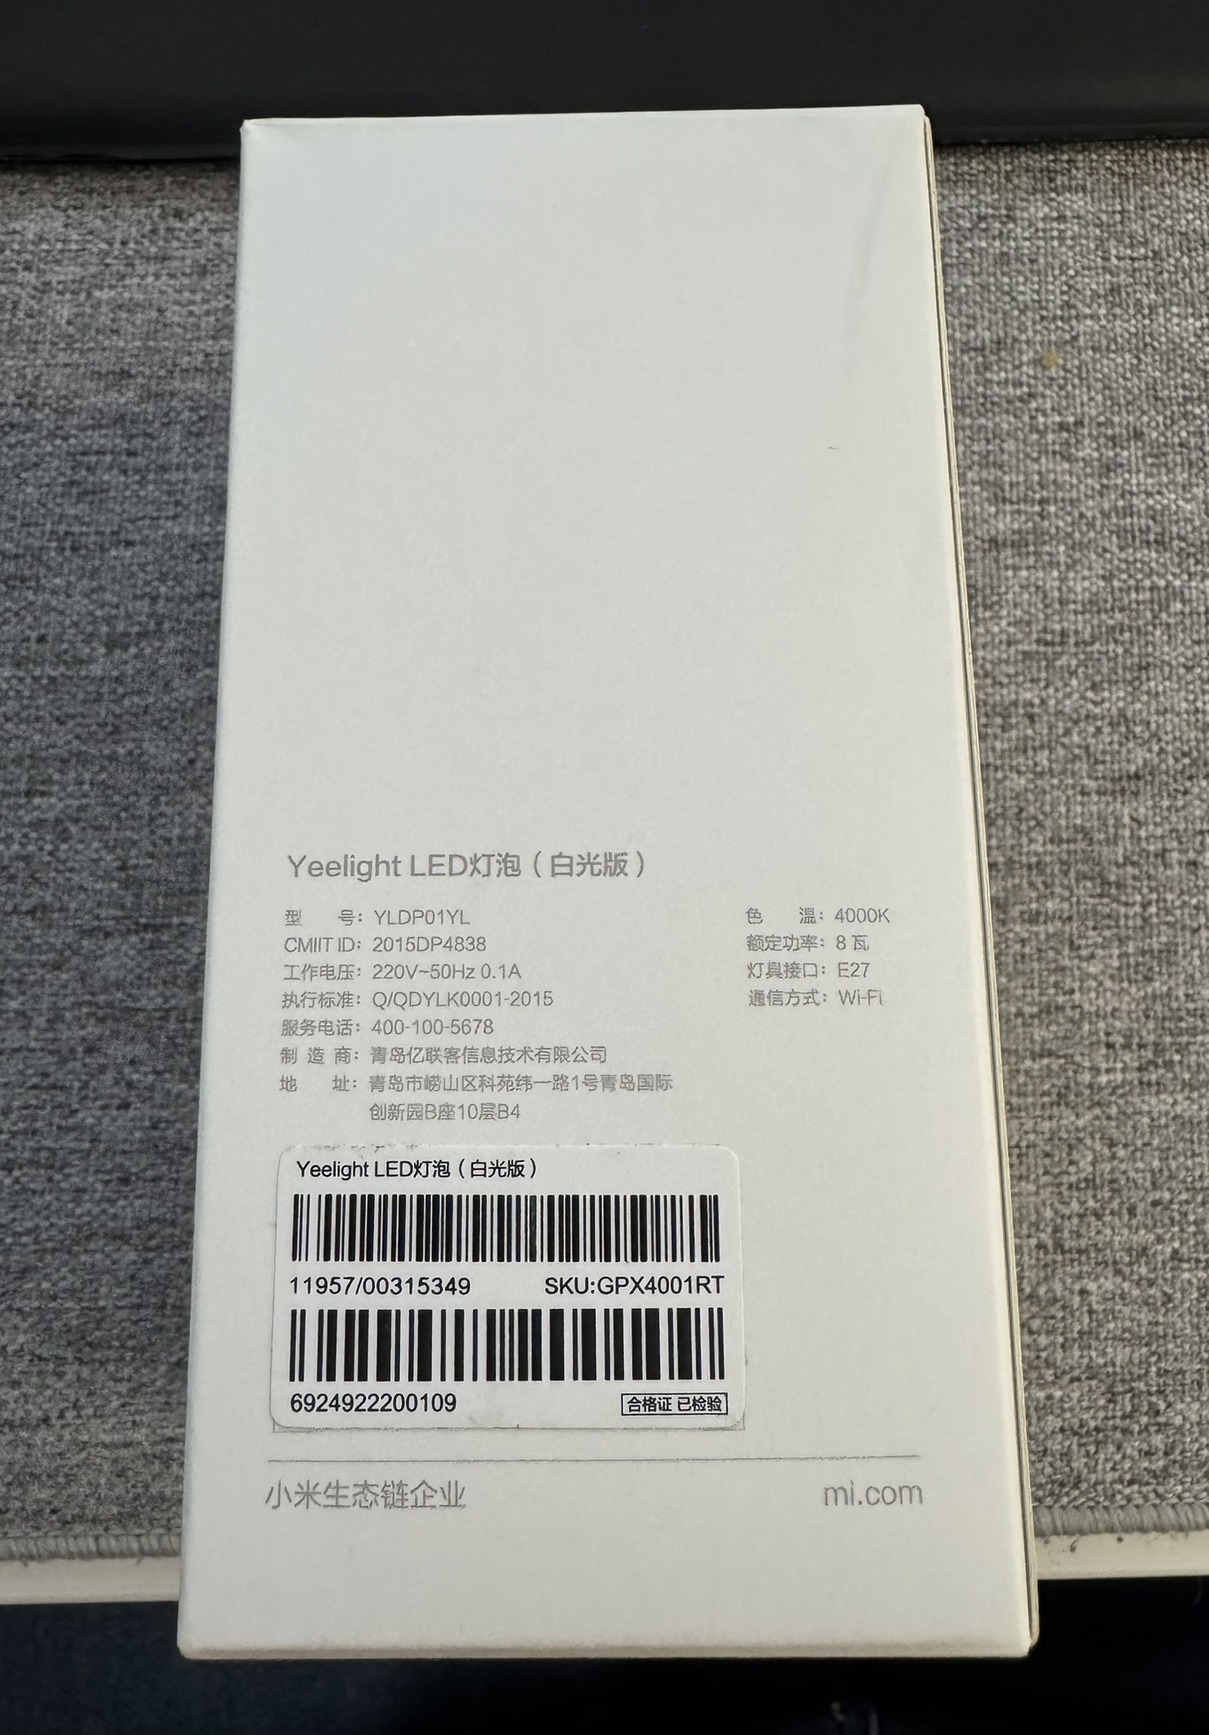 Yeelight LED灯泡（白光版）
型 号：YLDP01YL
CMIIT ID：2015DP4838
工作电压：220V~50Hz 0.1A
执行标准：Q/QDYLK0001-2015
服务电话：400-100-5678
制 造 商：青岛亿联客信息技术有限公司
地 址：青岛市崂山区科苑纬一路1号青岛国际
创新园B座10层B4
色 温：4000K
额定功率：8 瓦
灯具接口：E27
通信方式：Wi-Fi
Yeelight LED灯泡（白光版）
11957/00315349 SKU:GPX4001RT
6924922200109 合格证 已检验
小米生态链企业 mi.com